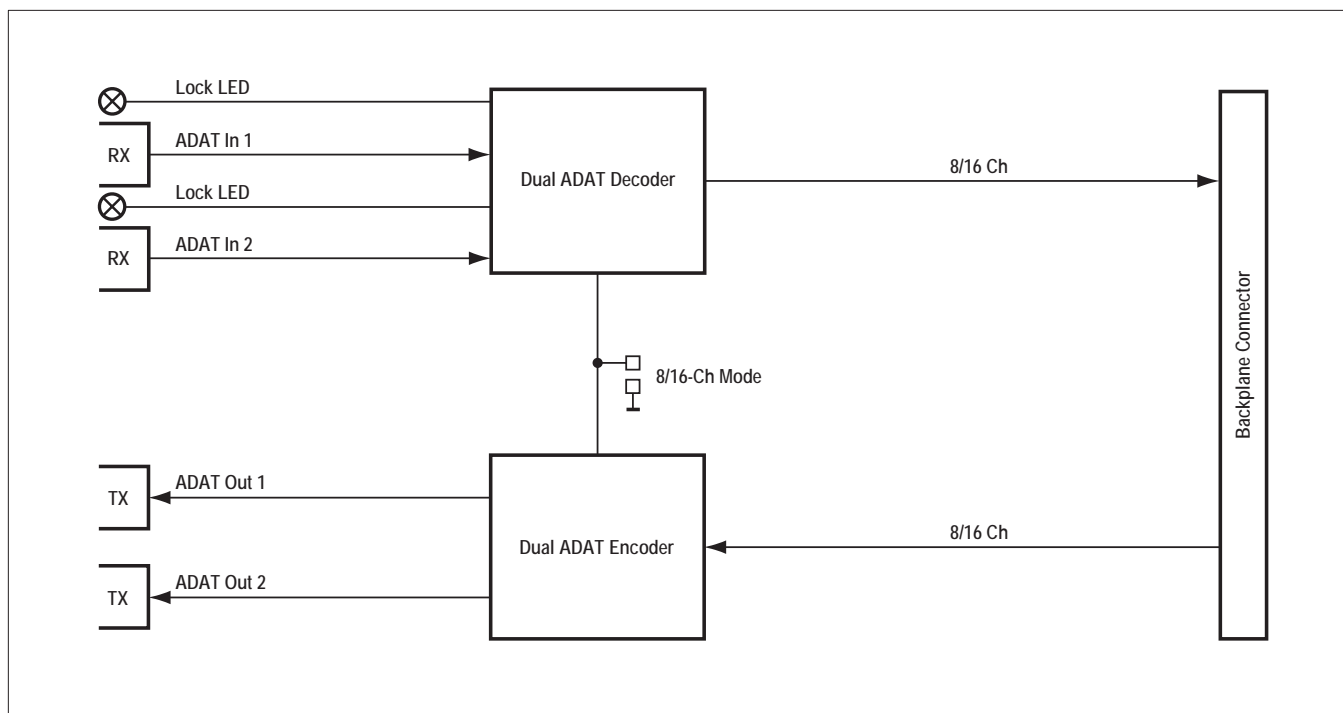 Lock LED
RX
ADAT In 1
Lock LED
RX
ADAT In 2
Dual ADAT Decoder
8/16 Ch
8/16-Ch Mode
Backplane Connector
TX
ADAT Out 1
TX
ADAT Out 2
Dual ADAT Encoder
8/16 Ch